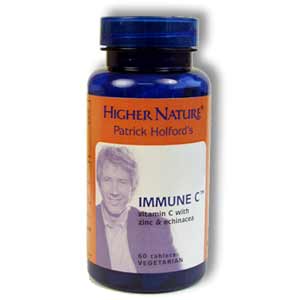 HIGHER NATURE®
Patrick Holford's
IMMUNE C™
vitamin C with
zinc & echinacea
60 tablets
VEGETARIAN